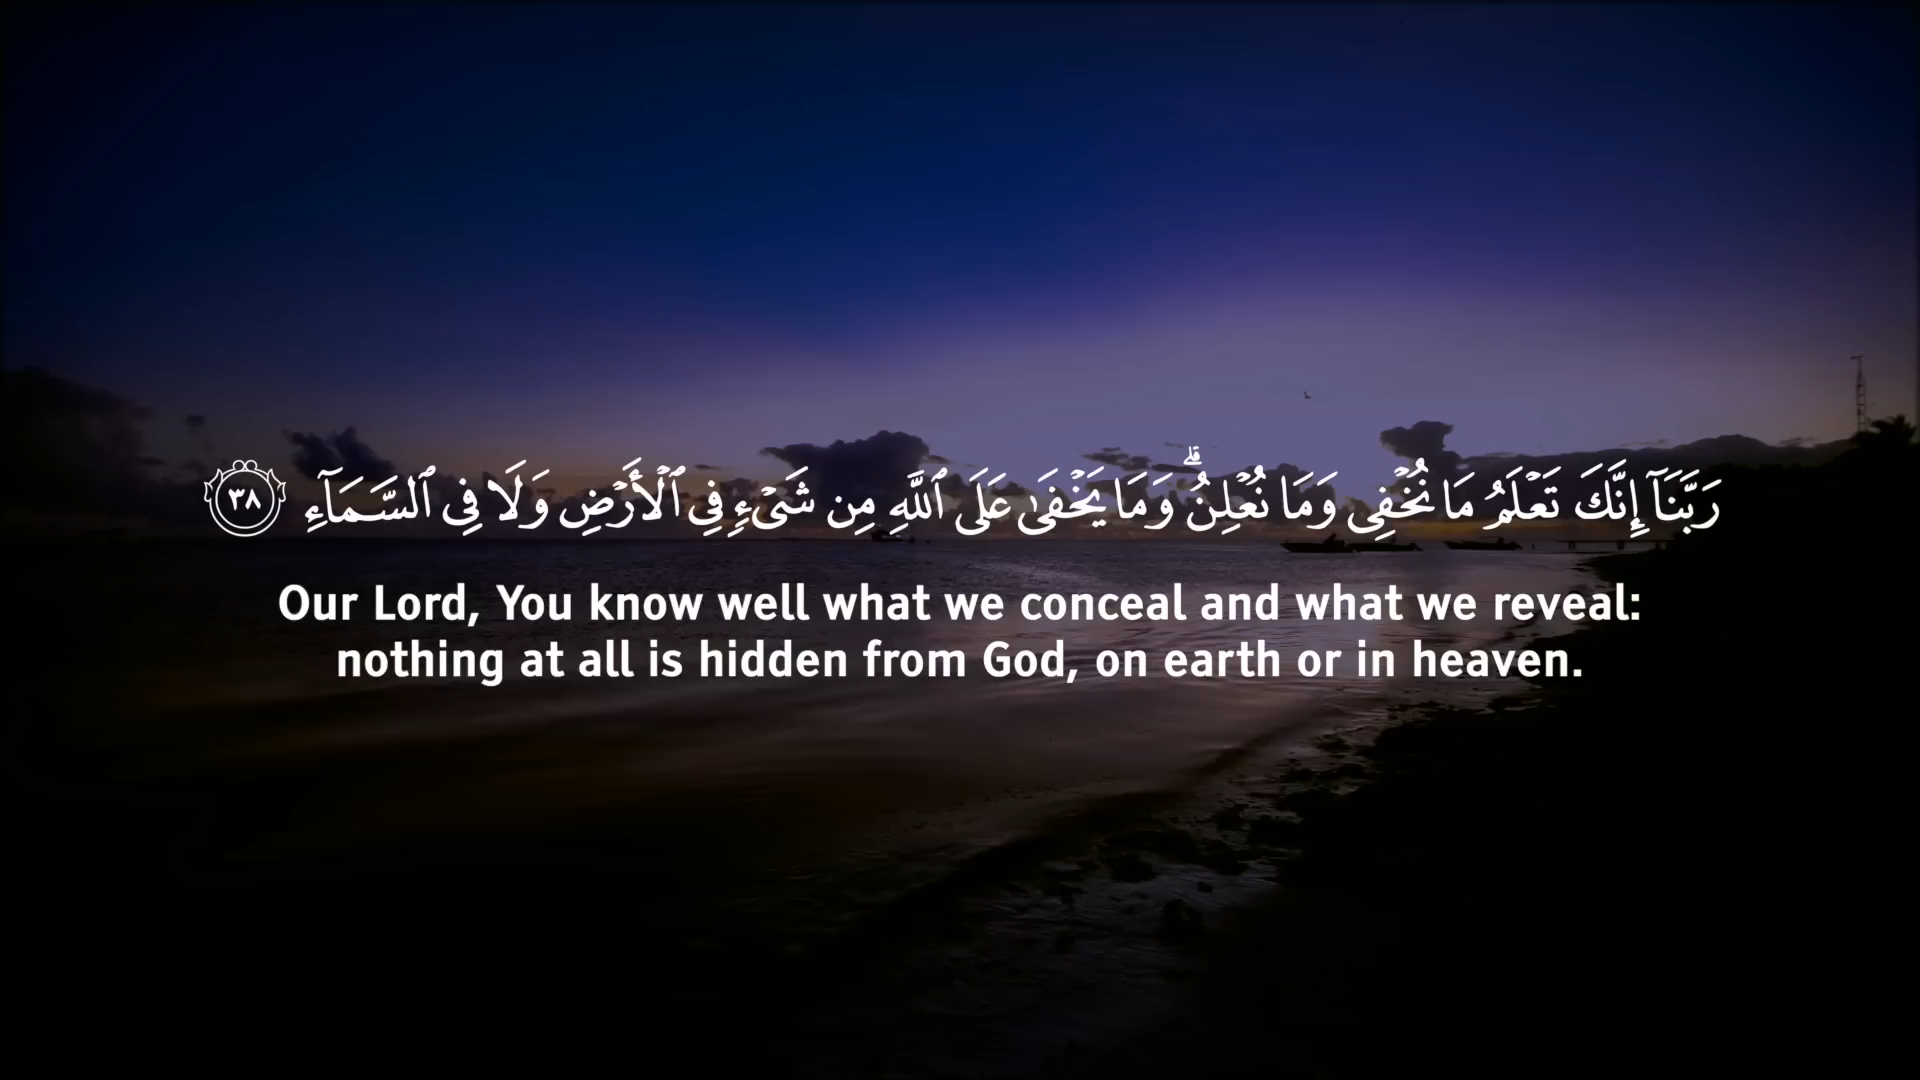 رَبَّنَآ إِنَّكَ تَعْلَمُ مَا نُخْفِى وَمَا نُعْلِنُ ۗ وَمَا يَخْفَىٰ عَلَى ٱللَّهِ مِن شَىْءٍ فِى ٱلْأَرْضِ وَلَا فِى ٱلسَّمَآءِ ٣٨
Our Lord, You know well what we conceal and what we reveal:
nothing at all is hidden from God, on earth or in heaven.